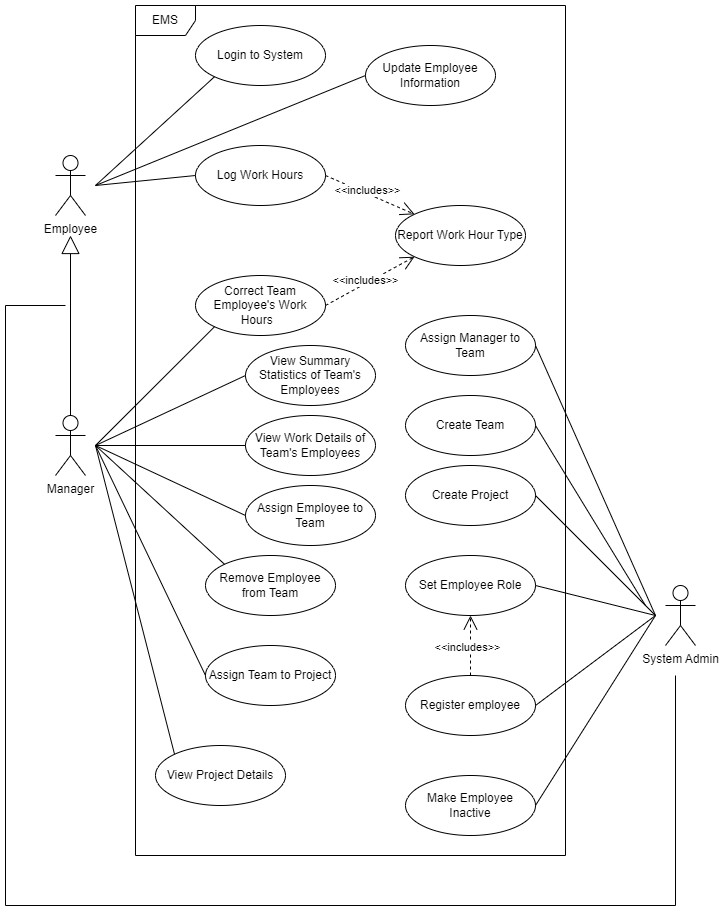 EMS
Login to System
Update Employee
Information
Log Work Hours
<<includes>>
Employee
Report Work Hour Type
<<includes>>
Correct Team
Employee's Work
Hours
Assign Manager to
Team
View Summary
Statistics of Team's
Employees
Create Team
View Work Details of
Team's Employees
Manager
Create Project
Assign Employee to
Team
Remove Employee
from Team
Set Employee Role
<<includes>>
System Admin
Assign Team to Project
Register employee
View Project Details
Make Employee
Inactive